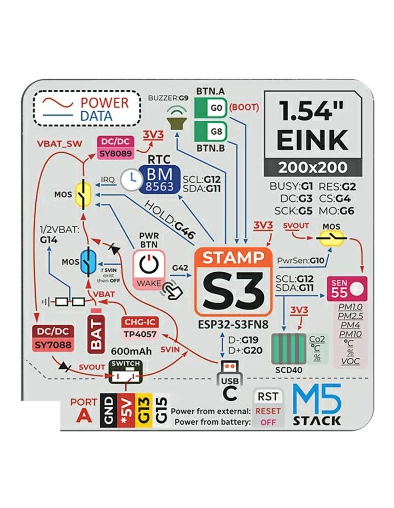 POWER
DATA
BUZZER:G9
BTN.A
G0 (BOOT)
G8
BTN.B
1.54"
EINK
200x200
BUSY:G1 RES:G2
DC:G3 CS:G4
SCK:G5 MO:G6
VBAT_SW
DC/DC
SY8089
3V3
RTC
IRQ
BM
8563
SCL:G12
SDA:G11
MOS
HOLD:G46
1/2VBAT:
G14
PWR
BTN
WAKE
G42
MOS
IF 5VIN
exist
then OFF
3V3
5VOUT
MOS
PwrSen:G10
STAMP
S3
ESP32-S3FN8
SCL:G12
SDA:G11
SEN
55
PM1.0
PM2.5
PM4
PM10
°C
VOC
3V3
Co2
°C
SCD40
VBAT
BAT
CHG-IC
TP4057
DC/DC
SY7088
600mAh
SWITCH
5VIN
5VOUT
D-:G19
D+:G20
USB
C
PORT
A
GND
*5V
G13
G15
RST
Power from external: RESET
Power from battery: OFF
M5
STACK